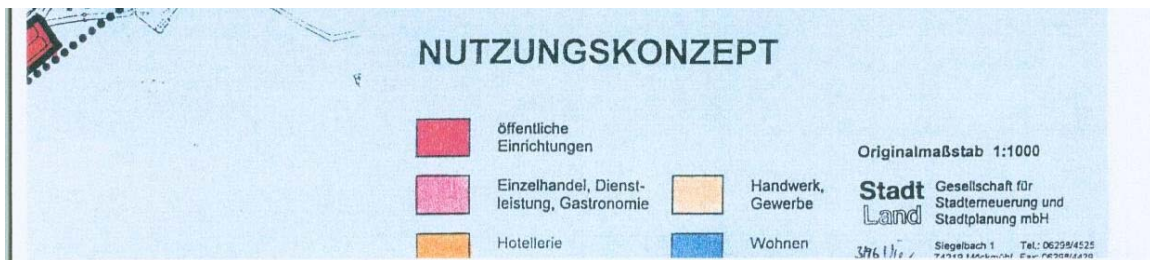 NUTZUNGSKONZEPT
öffentliche
Einrichtungen
Einzelhandel, Dienst-
leistung, Gastronomie
Hotellerie
Handwerk,
Gewerbe
Wohnen
Originalmaßstab 1:1000
Stadt
Land
Gesellschaft für
Stadterneuerung und
Stadtplanung mbH
Siegelbach 1 Tel.: 06298/4525